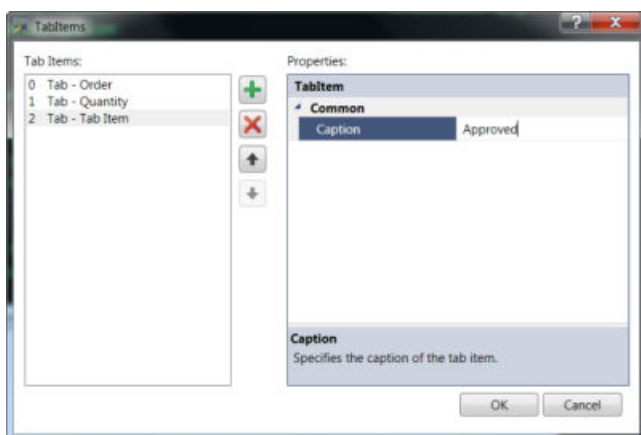 TabItems
Tab Items:
0 Tab - Order
1 Tab - Quantity
2 Tab - Tab Item
Properties:
TabItem
Common
Caption Approved
Caption
Specifies the caption of the tab item.
OK Cancel